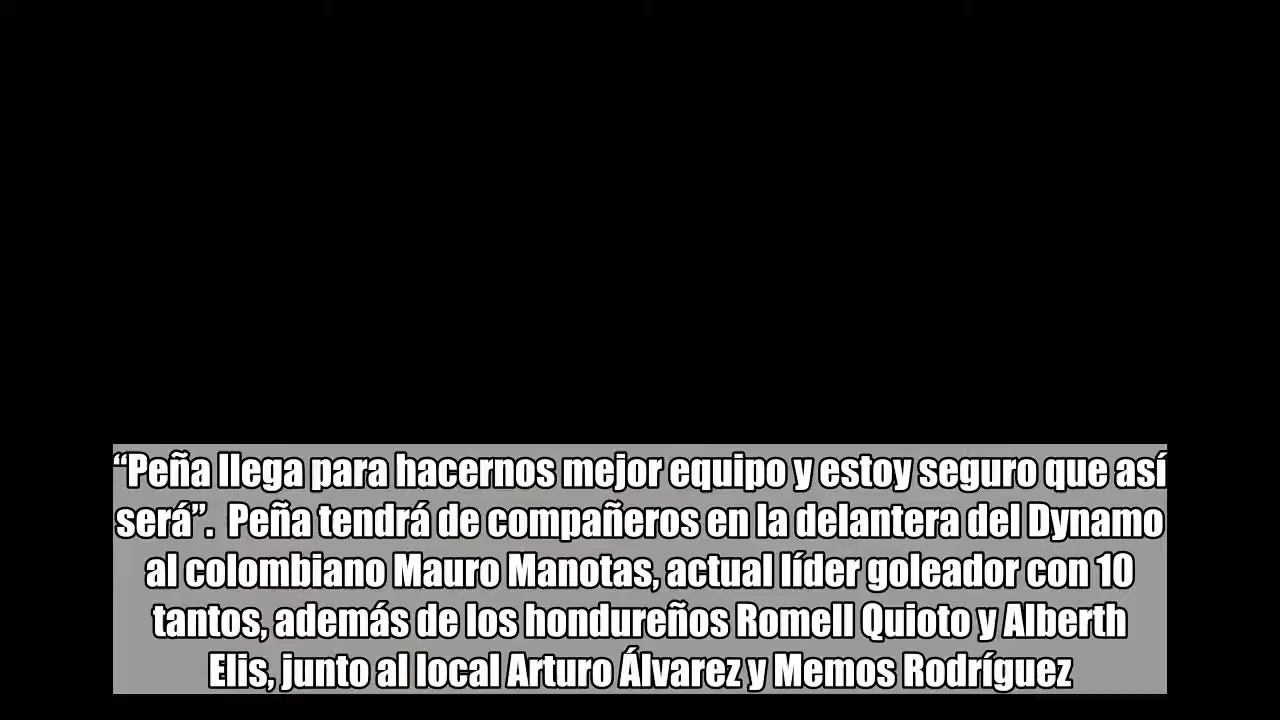 “Peña llega para hacernos mejor equipo y estoy seguro que así
será”.  Peña tendrá de compañeros en la delantera del Dynamo
al colombiano Mauro Manotas, actual líder goleador con 10
tantos, además de los hondureños Romell Quioto y Alberth
Elis, junto al local Arturo Álvarez y Memos Rodríguez